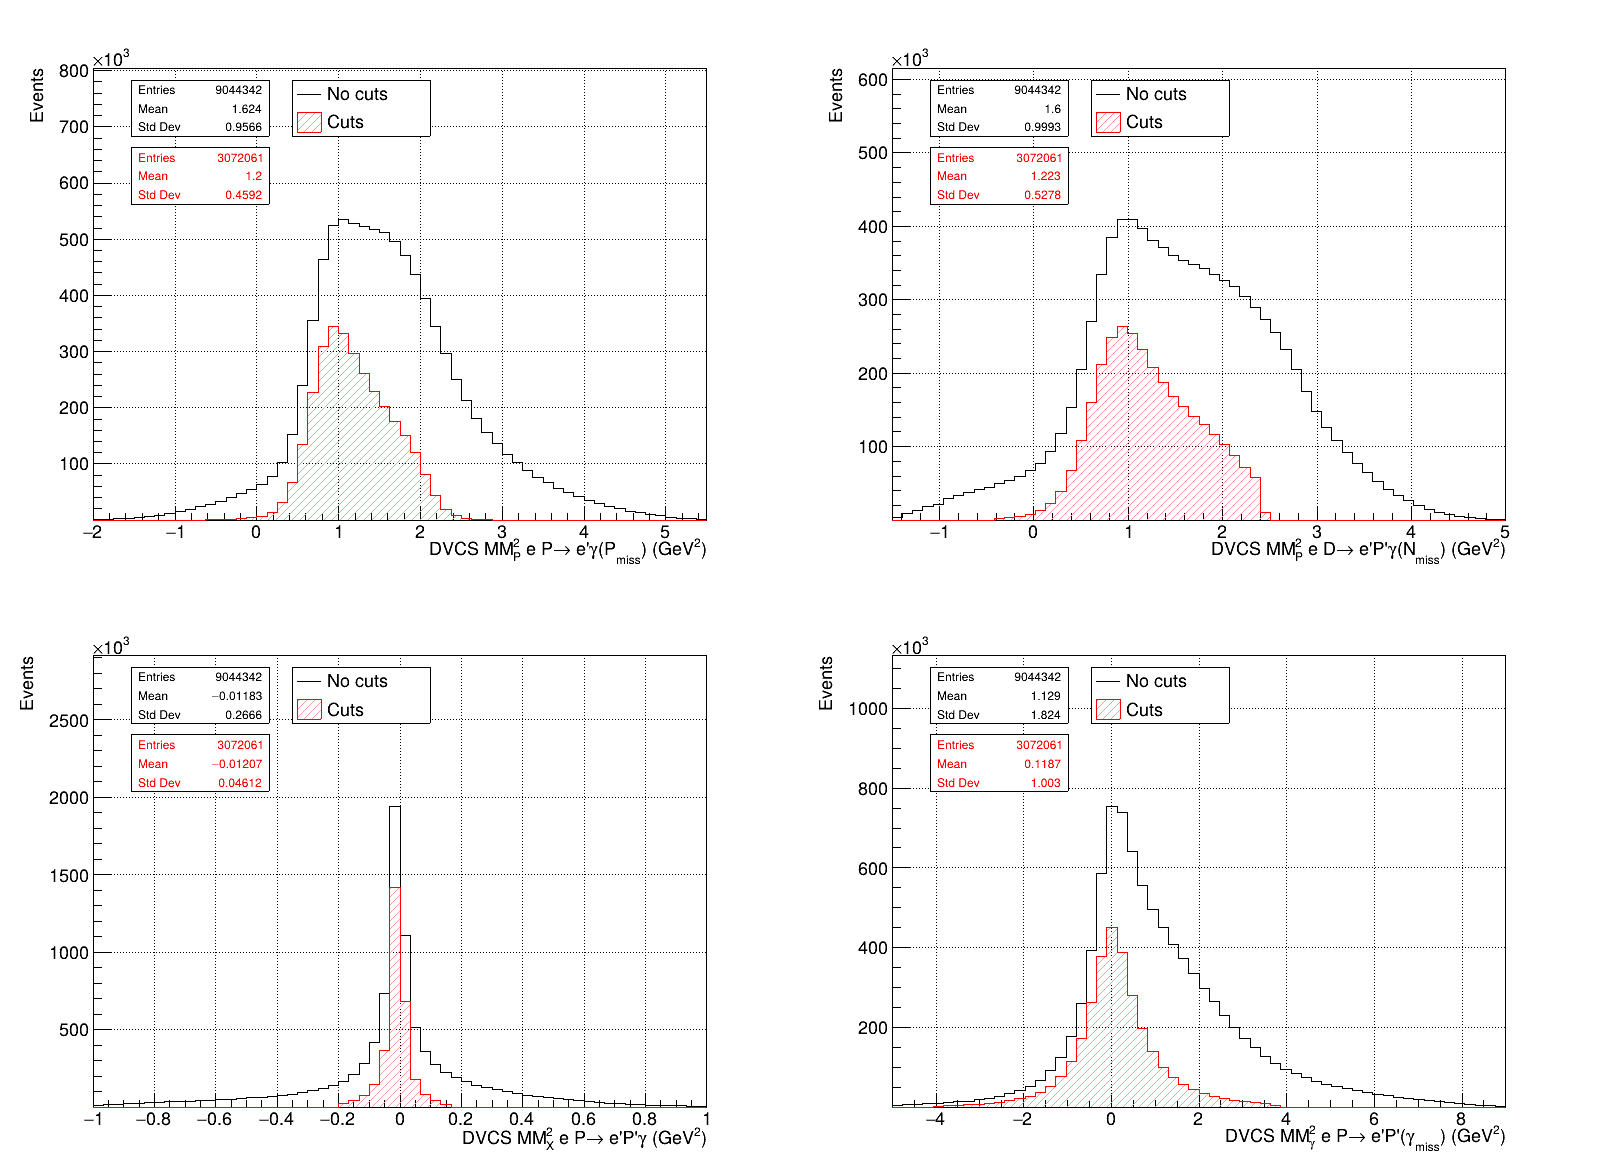 ×10³
Events
800
700
600
500
400
300
200
100
Entries 9044342
Mean 1.624
Std Dev 0.9566
Entries 3072061
Mean 1.2
Std Dev 0.4592
No cuts
Cuts
−2 −1 0 1 2 3 4 5
DVCS MM²_P e P→ e'γ(P_miss) (GeV²)
×10³
Events
600
500
400
300
200
100
Entries 9044342
Mean 1.6
Std Dev 0.9993
Entries 3072061
Mean 1.223
Std Dev 0.5278
No cuts
Cuts
−1 0 1 2 3 4 5
DVCS MM²_P e D→ e'P'γ(N_miss) (GeV²)
×10³
Events
2500
2000
1500
1000
500
Entries 9044342
Mean −0.01183
Std Dev 0.2666
Entries 3072061
Mean −0.01207
Std Dev 0.04612
No cuts
Cuts
−1 −0.8 −0.6 −0.4 −0.2 0 0.2 0.4 0.6 0.8 1
DVCS MM²_X e P→ e'P'γ (GeV²)
×10³
Events
1000
800
600
400
200
Entries 9044342
Mean 1.129
Std Dev 1.824
Entries 3072061
Mean 0.1187
Std Dev 1.003
No cuts
Cuts
−4 −2 0 2 4 6 8
DVCS MM²_γ e P→ e'P'(γ_miss) (GeV²)